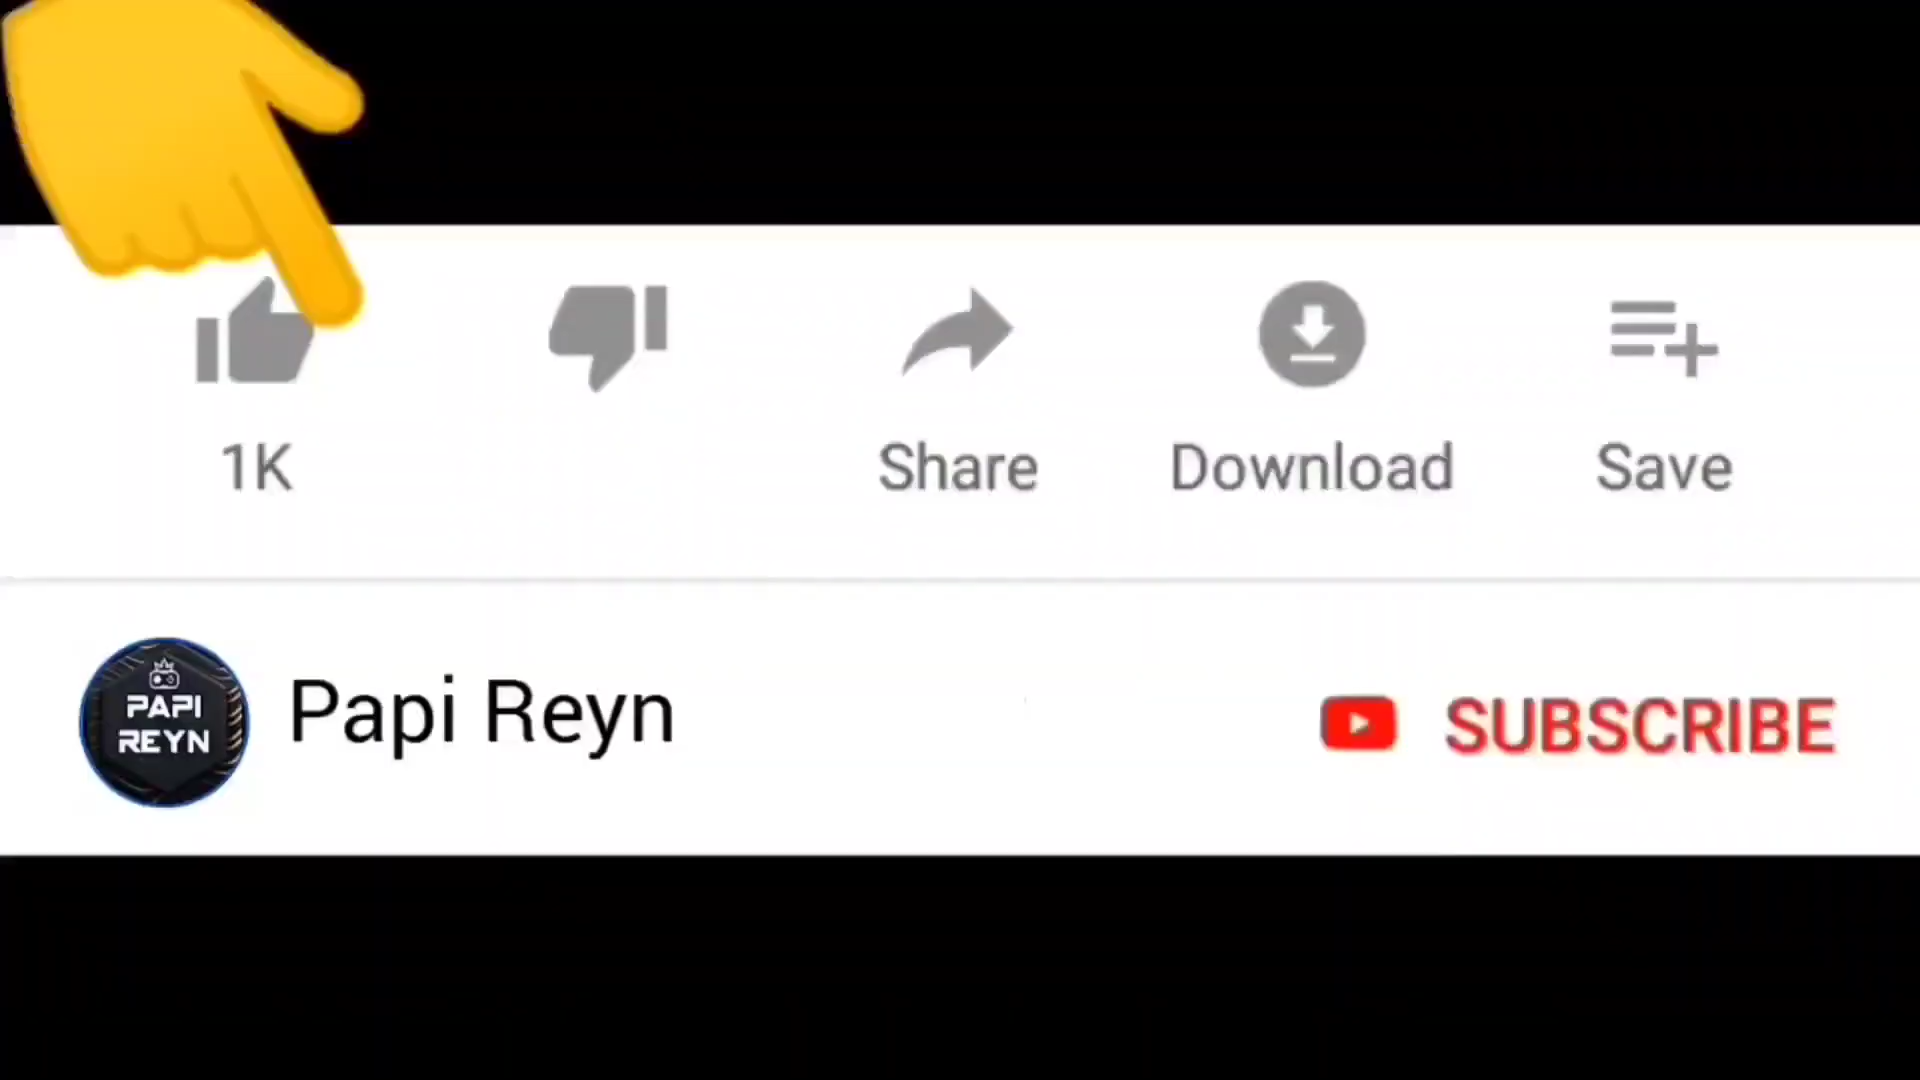 1K
Share
Download
Save
PAPI
REYN
Papi Reyn
SUBSCRIBE